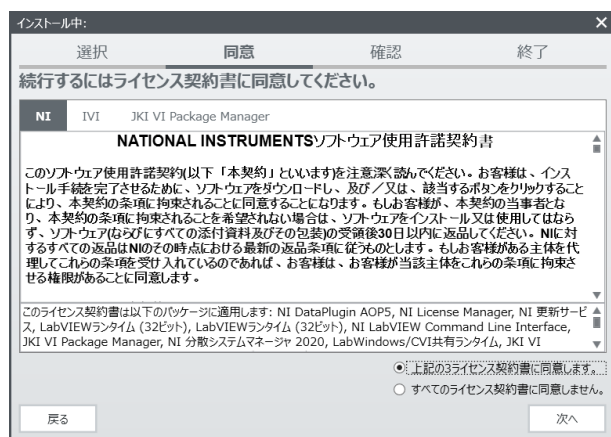 インストール中:
選択 同意 確認 終了
続行するにはライセンス契約書に同意してください。
NI IVI JKI VI Package Manager
NATIONAL INSTRUMENTSソフトウェア使用許諾契約書
このソフトウェア使用許諾契約(以下「本契約」といいます)を注意深く読んでください。お客様は、インス
トール手続を完了させるために、ソフトウェアをダウンロードし、及び／又は、該当するボタンをクリックすること
により、本契約の条項に拘束されることに同意することになります。もしお客様が、本契約の当事者とな
り、本契約の条項に拘束されることを希望されない場合は、ソフトウェアをインストール又は使用してはなら
ず、ソフトウェア(ならびにすべての添付資料及びその包装)の受領後30日以内に返品してください。NIに対
するすべての返品はNIのその時点における最新の返品条項に従うものとします。もしお客様がある主体を代
理してこれらの条項を受け入れているのであれば、お客様は、お客様が当該主体をこれらの条項に拘束さ
せる権限があることに同意します。
このライセンス契約書は以下のパッケージに適用します: NI DataPlugin AOP5, NI License Manager, NI 更新サービ
ス, LabVIEWランタイム (32ビット), LabVIEWランタイム (32ビット), NI LabVIEW Command Line Interface,
JKI VI Package Manager, NI 分散システムマネージャ 2020, LabWindows/CVI共有ランタイム, JKI VI
上記の3ライセンス契約書に同意します。
すべてのライセンス契約書に同意しません。
戻る 次へ